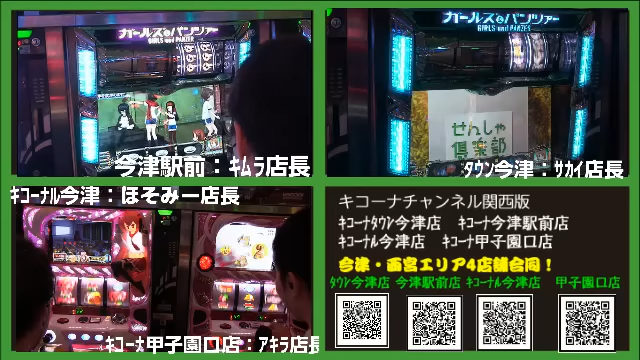 ガールズ&パンツァー
GIRLS und PANZER
今津駅前：ｷﾑﾗ店長
ガールズ&パンツァー
GIRLS und PANZER
せんしゃ
倶楽部
ﾀｳﾝ今津：ｻｶｲ店長
ｷｺｰﾅﾙ今津：ほそみー店長
ｷｺｰﾅ甲子園口店：ｱｷﾗ店長
キコーナチャンネル関西版
ｷｺｰﾅﾀｳﾝ今津店　ｷｺｰﾅ今津駅前店
ｷｺｰﾅﾙ今津店　ｷｺｰﾅ甲子園口店
今津・西宮エリア4店舗合同！
ﾀｳﾝ今津店 今津駅前店 ｷｺｰﾅﾙ今津店 甲子園口店